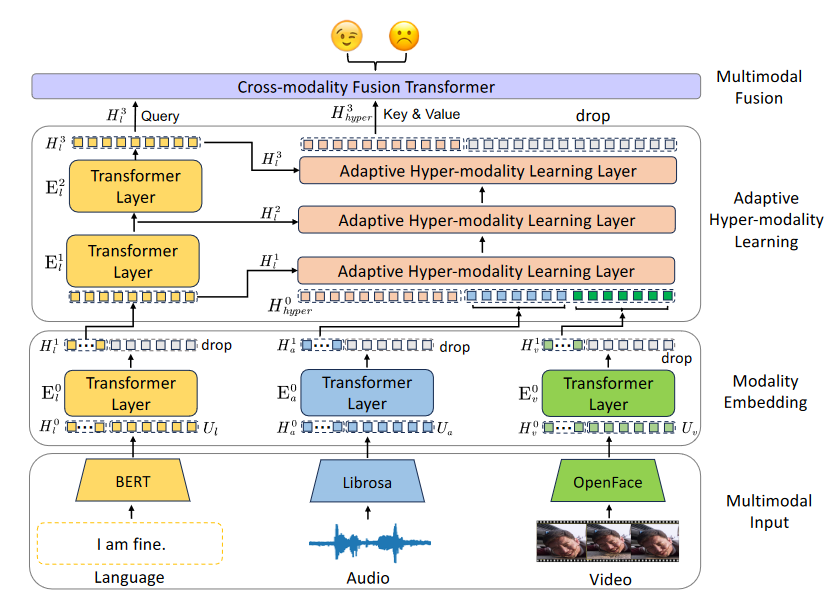 Cross-modality Fusion Transformer
Multimodal
Fusion
H_l^3 Query
H_{hyper}^3 Key & Value
drop
H_l^3
H_l^3
E_l^2
Transformer
Layer
Adaptive Hyper-modality Learning Layer
H_l^2
Adaptive Hyper-modality Learning Layer
Adaptive
Hyper-modality
Learning
E_l^1
Transformer
Layer
H_l^1
Adaptive Hyper-modality Learning Layer
H_{hyper}^0
H_l^1
drop
H_a^1
drop
H_v^1
drop
E_l^0
Transformer
Layer
E_a^0
Transformer
Layer
E_v^0
Transformer
Layer
Modality
Embedding
H_l^0
U_l
H_a^0
U_a
H_v^0
U_v
BERT
Librosa
OpenFace
Multimodal
Input
I am fine.
Language
Audio
Video